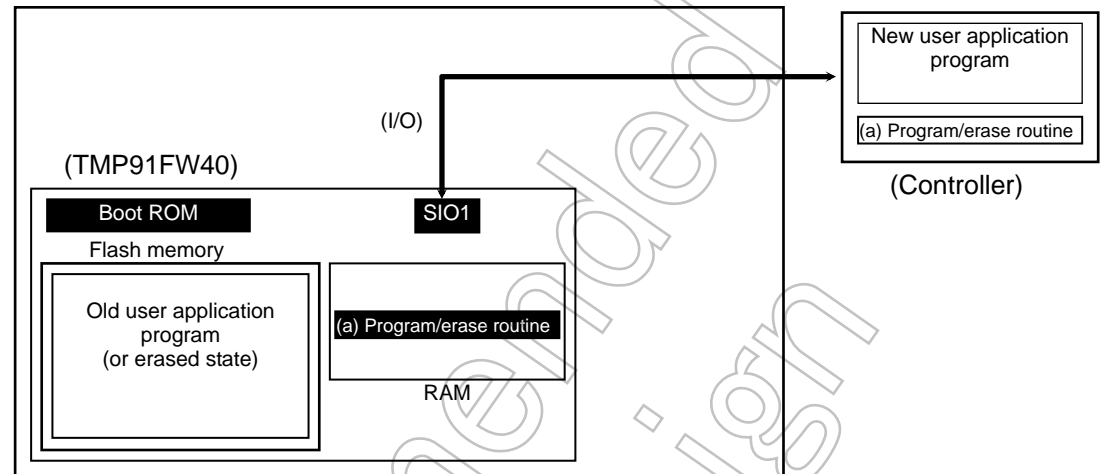 New user application
program
(I/O)
(a) Program/erase routine
(TMP91FW40)
(Controller)
Boot ROM
SIO1
Flash memory
Old user application
program
(or erased state)
(a) Program/erase routine
RAM